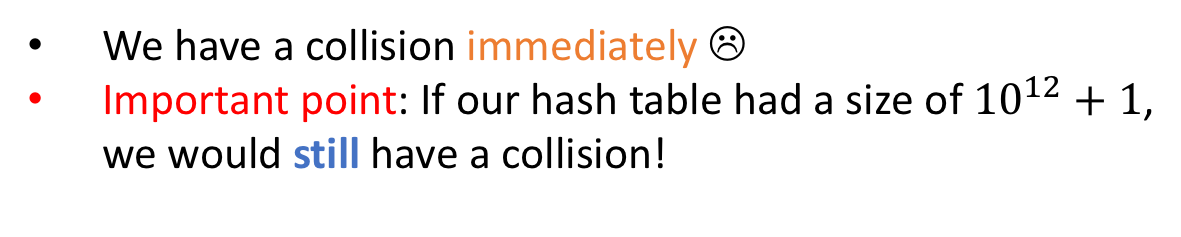 • We have a collision immediately ☹
• Important point: If our hash table had a size of 10¹² + 1,
we would still have a collision!